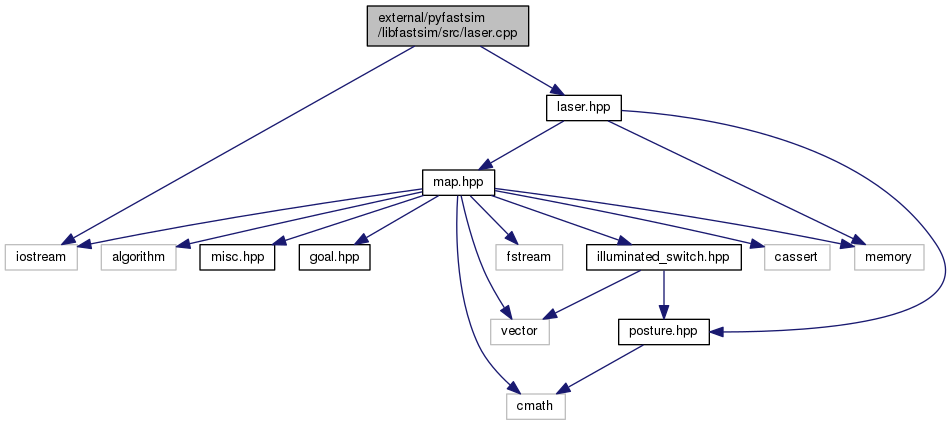 external/pyfastsim
/libfastsim/src/laser.cpp
laser.hpp
map.hpp
iostream
algorithm
misc.hpp
goal.hpp
fstream
illuminated_switch.hpp
cassert
memory
vector
posture.hpp
cmath